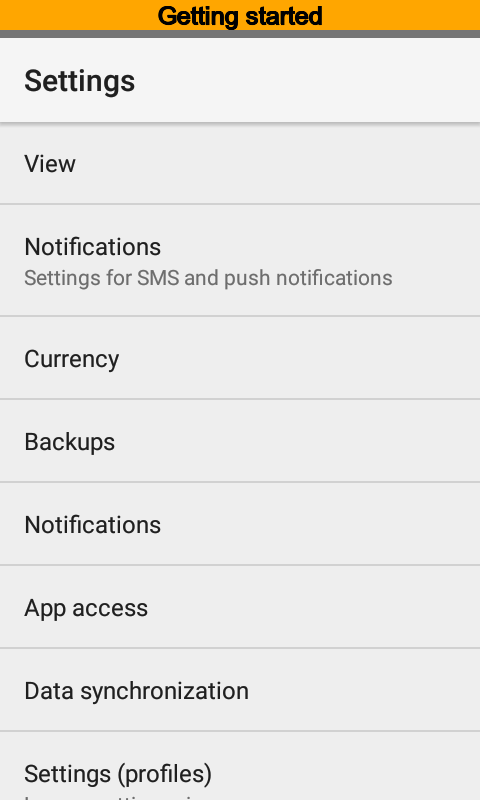 Getting started
Settings
View
Notifications
Settings for SMS and push notifications
Currency
Backups
Notifications
App access
Data synchronization
Settings (profiles)